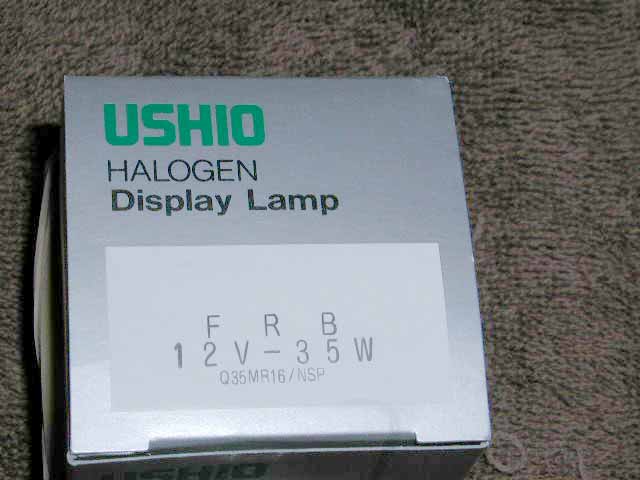 USHIO
HALOGEN
Display Lamp
F R B
12V-35W
Q35MR16/NSP
USHIO